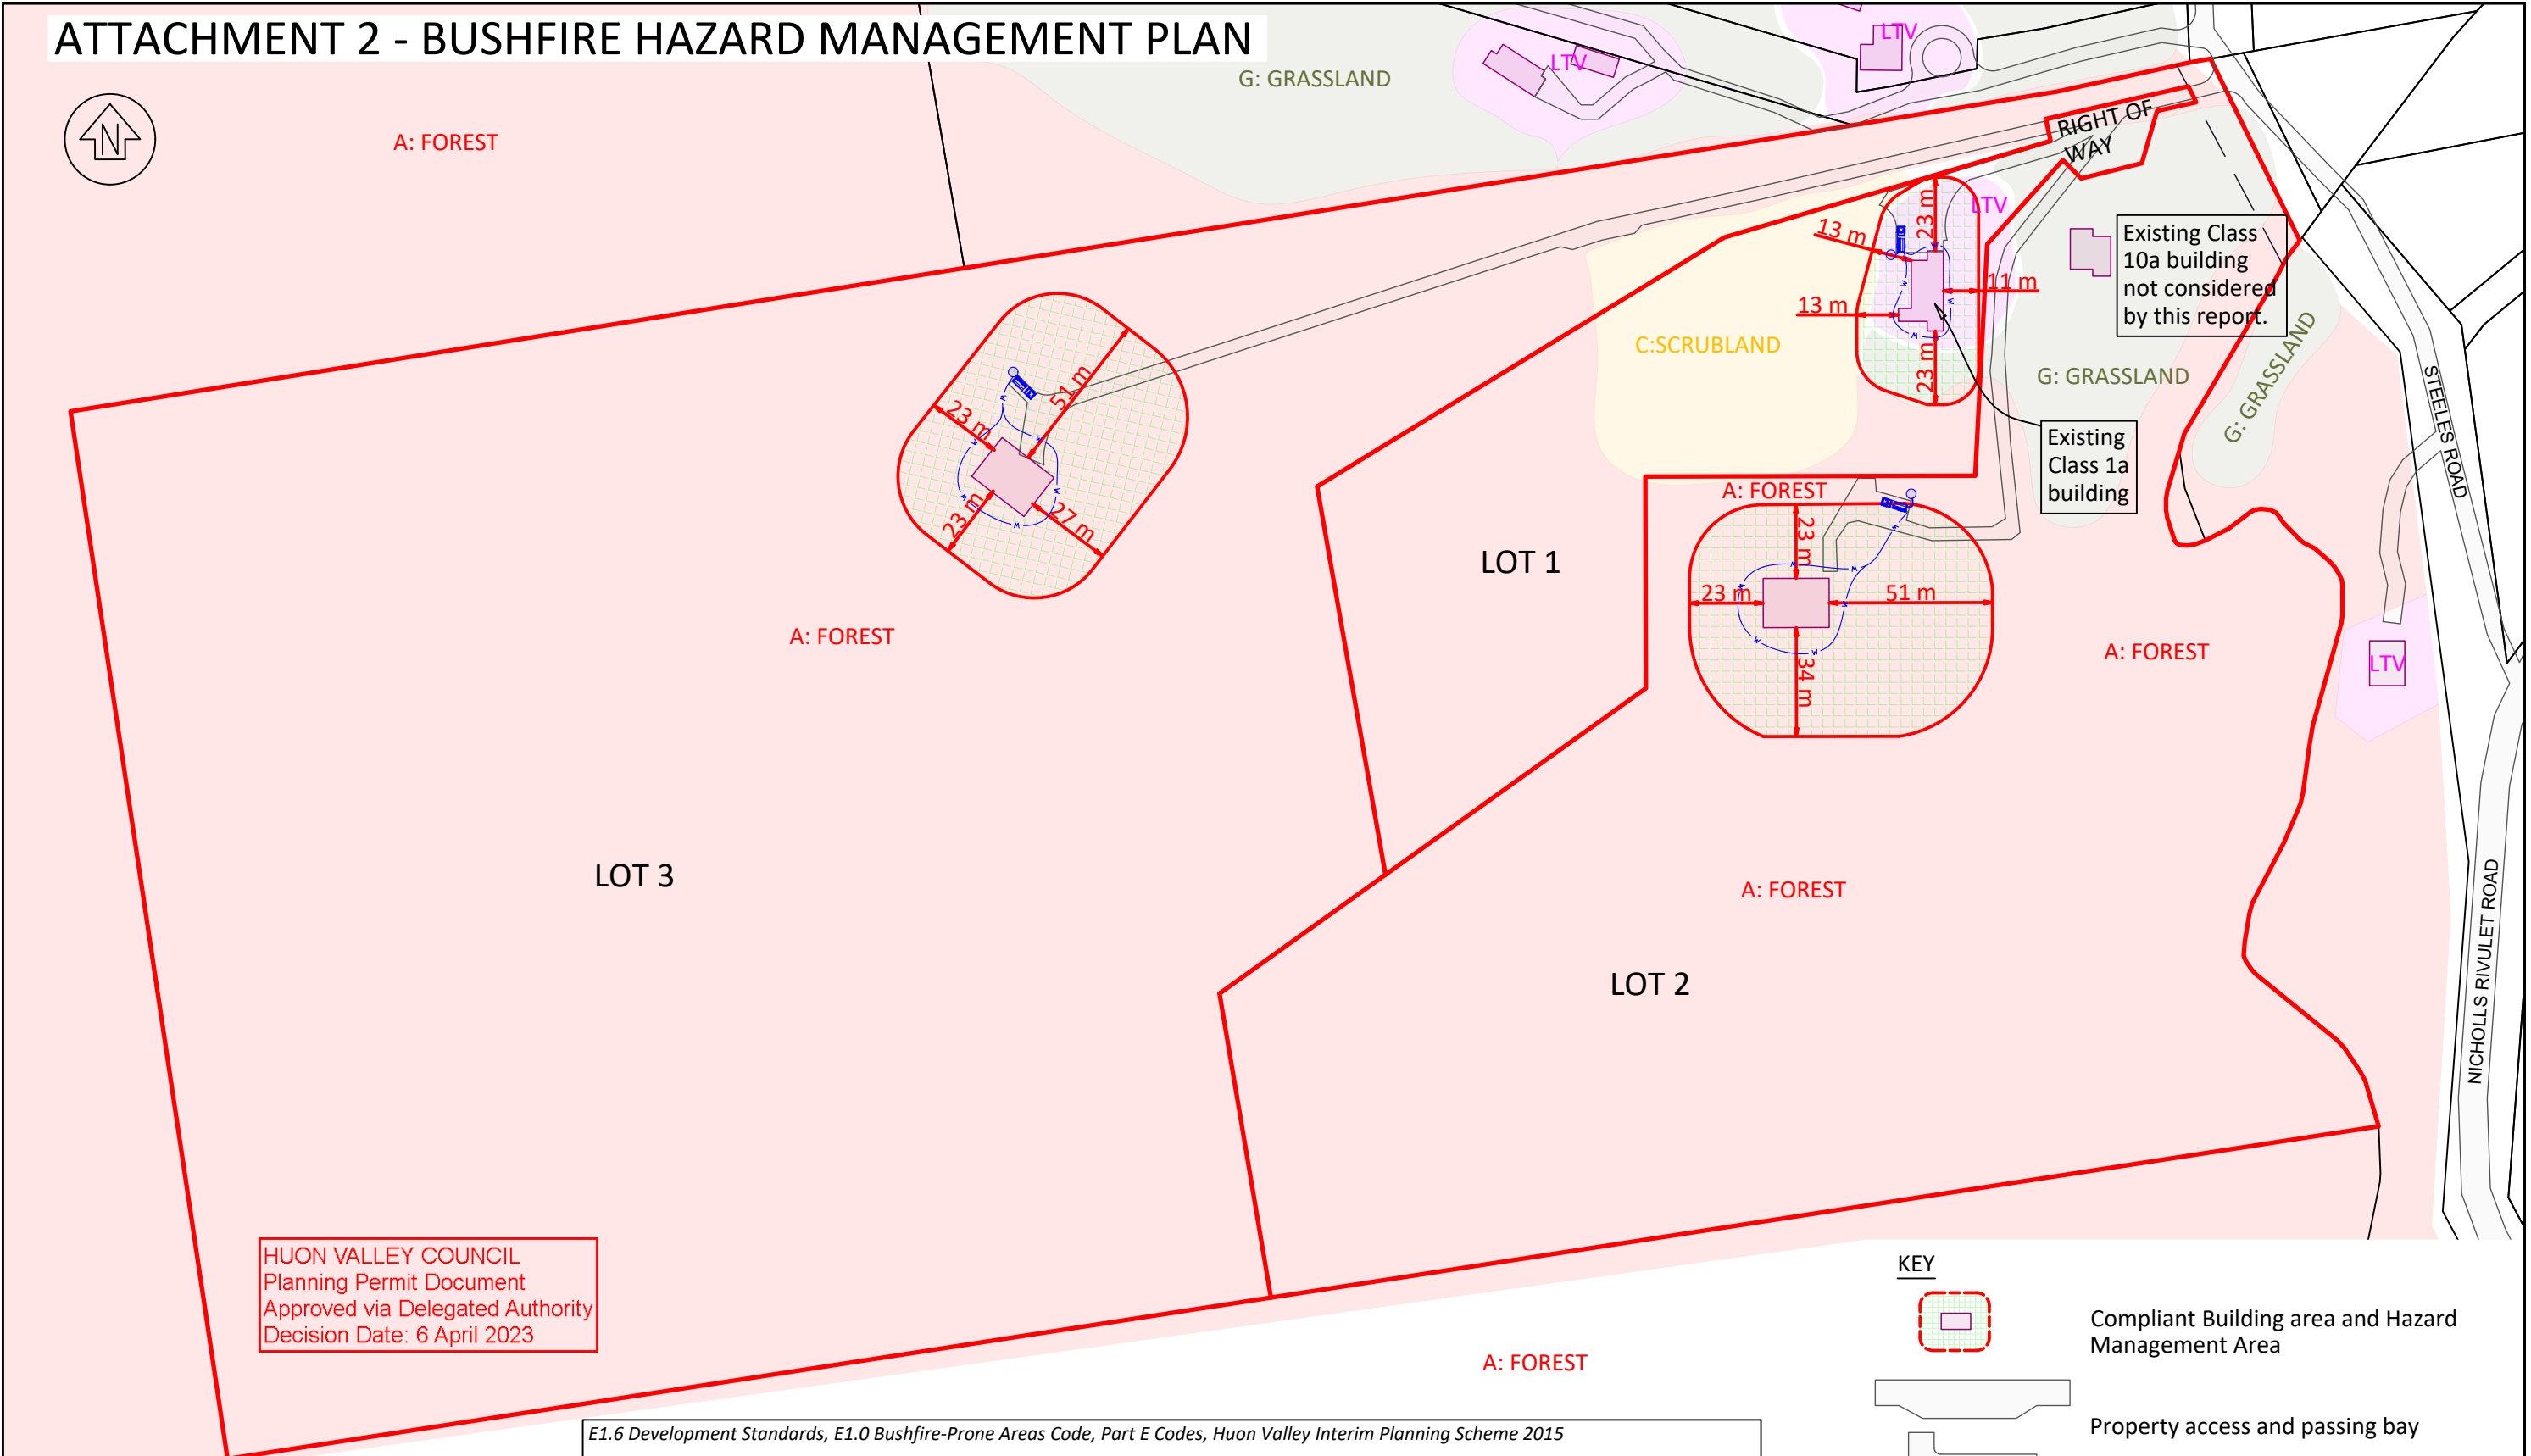 ATTACHMENT 2 - BUSHFIRE HAZARD MANAGEMENT PLAN
N
A: FOREST
G: GRASSLAND
LTV
LTV
RIGHT OF
WAY
LTV
23 m
13 m
11 m
13 m
23 m
Existing Class
10a building
not considered
by this report.
C:SCRUBLAND
G: GRASSLAND
G: GRASSLAND
STEELES ROAD
Existing
Class 1a
building
51 m
23 m
23 m
27 m
A: FOREST
A: FOREST
LOT 1
23 m
23 m
51 m
34 m
A: FOREST
LTV
A: FOREST
LOT 3
LOT 2
NICHOLLS RIVULET ROAD
HUON VALLEY COUNCIL
Planning Permit Document
Approved via Delegated Authority
Decision Date: 6 April 2023
KEY
Compliant Building area and Hazard
Management Area
A: FOREST
Property access and passing bay
E1.6 Development Standards, E1.0 Bushfire-Prone Areas Code, Part E Codes, Huon Valley Interim Planning Scheme 2015